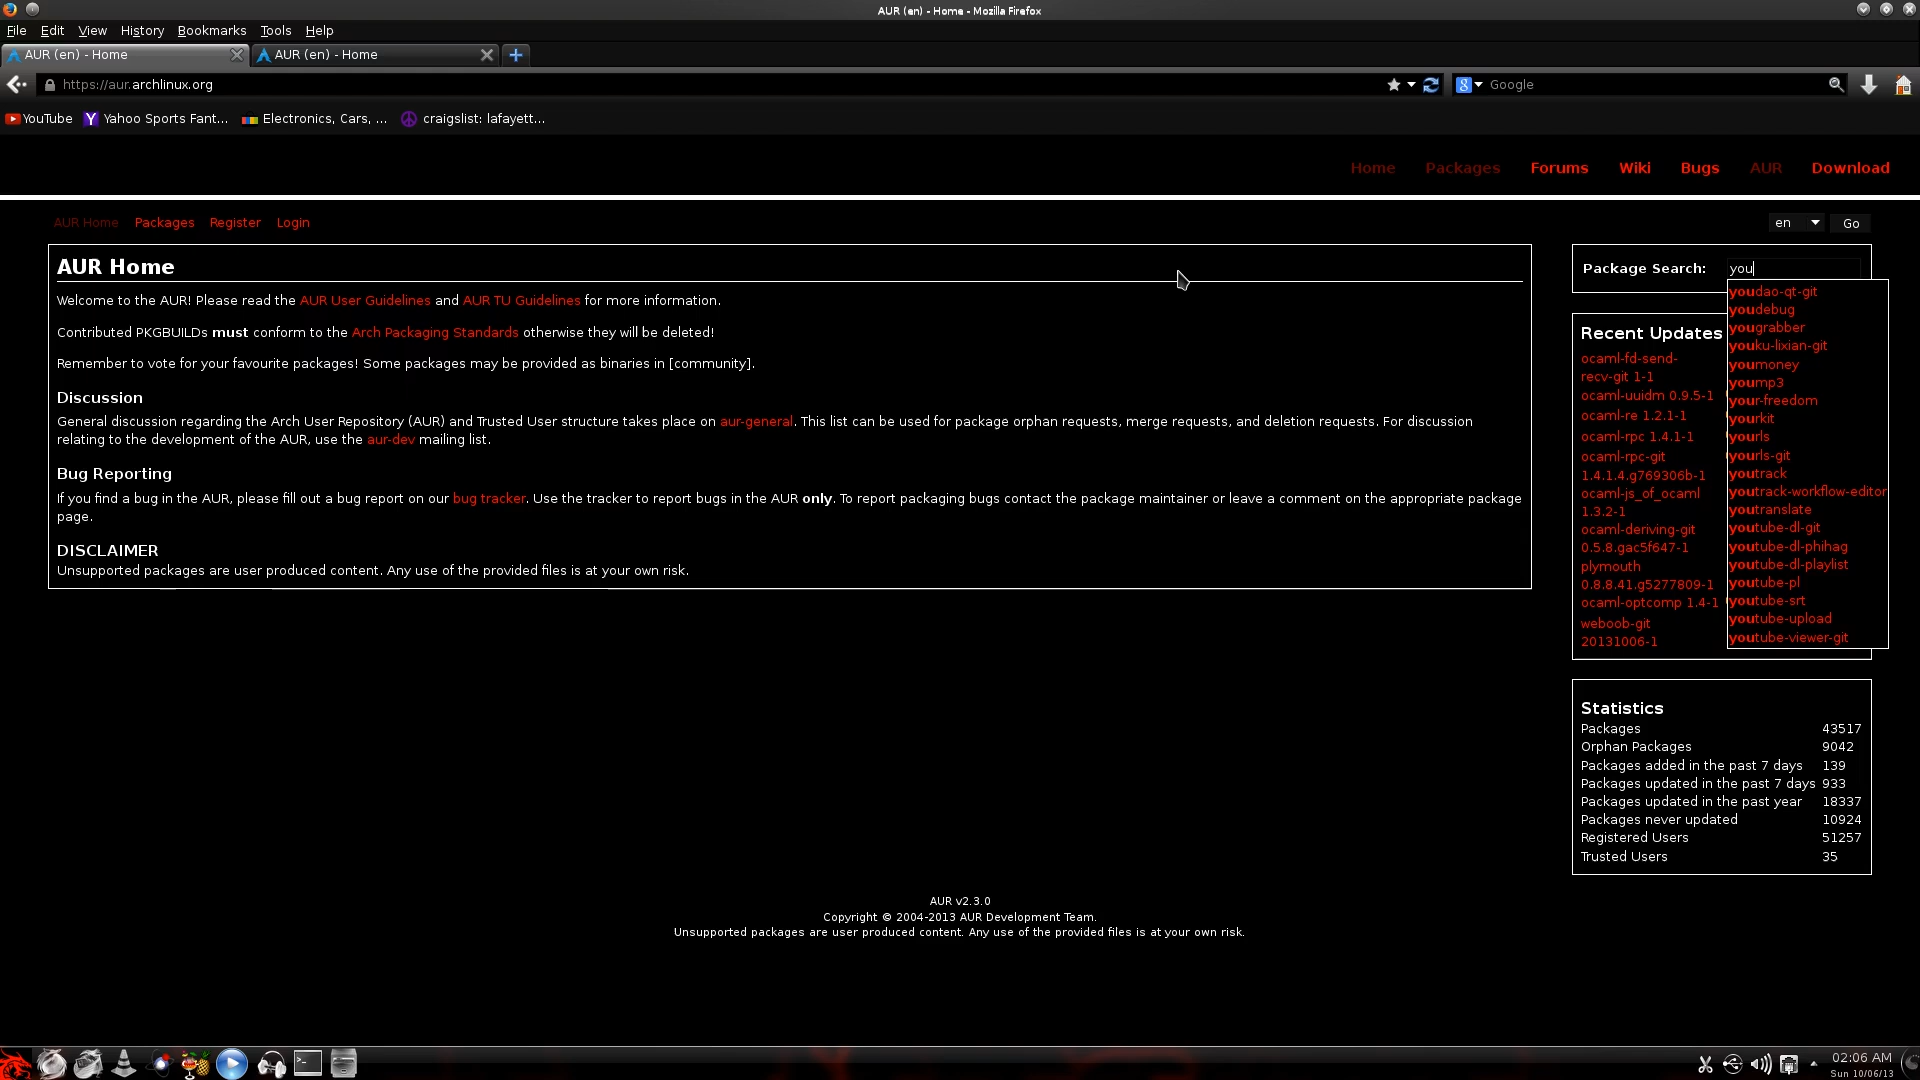 AUR (en) - Home - Mozilla Firefox
File Edit View History Bookmarks Tools Help
AUR (en) - Home
AUR (en) - Home
https://aur.archlinux.org
Google
YouTube
Yahoo Sports Fant...
Electronics, Cars, ...
craigslist: lafayett...
Home Packages Forums Wiki Bugs AUR Download
AUR Home Packages Register Login
en
Go
AUR Home
Welcome to the AUR! Please read the AUR User Guidelines and AUR TU Guidelines for more information.
Contributed PKGBUILDs must conform to the Arch Packaging Standards otherwise they will be deleted!
Remember to vote for your favourite packages! Some packages may be provided as binaries in [community].
Discussion
General discussion regarding the Arch User Repository (AUR) and Trusted User structure takes place on aur-general. This list can be used for package orphan requests, merge requests, and deletion requests. For discussion
relating to the development of the AUR, use the aur-dev mailing list.
Bug Reporting
If you find a bug in the AUR, please fill out a bug report on our bug tracker. Use the tracker to report bugs in the AUR only. To report packaging bugs contact the package maintainer or leave a comment on the appropriate package
page.
DISCLAIMER
Unsupported packages are user produced content. Any use of the provided files is at your own risk.
Package Search: you
youdao-qt-git
youdebug
yougrabber
youku-lixian-git
youmoney
yoump3
your-freedom
yourkit
yourls
yourls-git
youtrack
youtrack-workflow-editor
youtranslate
youtube-dl-git
youtube-dl-phihag
youtube-dl-playlist
youtube-pl
youtube-srt
youtube-upload
youtube-viewer-git
Recent Updates
ocaml-fd-send-
recv-git 1-1
ocaml-uuidm 0.9.5-1
ocaml-re 1.2.1-1
ocaml-rpc 1.4.1-1
ocaml-rpc-git
1.4.1.4.g769306b-1
ocaml-js_of_ocaml
1.3.2-1
ocaml-deriving-git
0.5.8.gac5f647-1
plymouth
0.8.8.41.g5277809-1
ocaml-optcomp 1.4-1
weboob-git
20131006-1
Statistics
Packages 43517
Orphan Packages 9042
Packages added in the past 7 days 139
Packages updated in the past 7 days 933
Packages updated in the past year 18337
Packages never updated 10924
Registered Users 51257
Trusted Users 35
AUR v2.3.0
Copyright © 2004-2013 AUR Development Team.
Unsupported packages are user produced content. Any use of the provided files is at your own risk.
02:06 AM
Sun 10/06/13